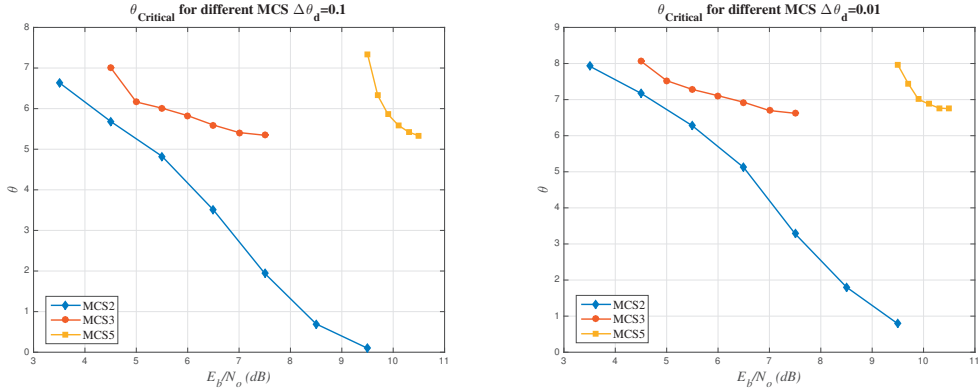 θCritical for different MCS Δθd=0.1
8
7
6
5
4
3
2
1
0
θ
MCS2
MCS3
MCS5
3 4 5 6 7 8 9 10 11
Eb/No (dB)
θCritical for different MCS Δθd=0.01
9
8
7
6
5
4
3
2
1
0
θ
MCS2
MCS3
MCS5
3 4 5 6 7 8 9 10 11
Eb/No (dB)